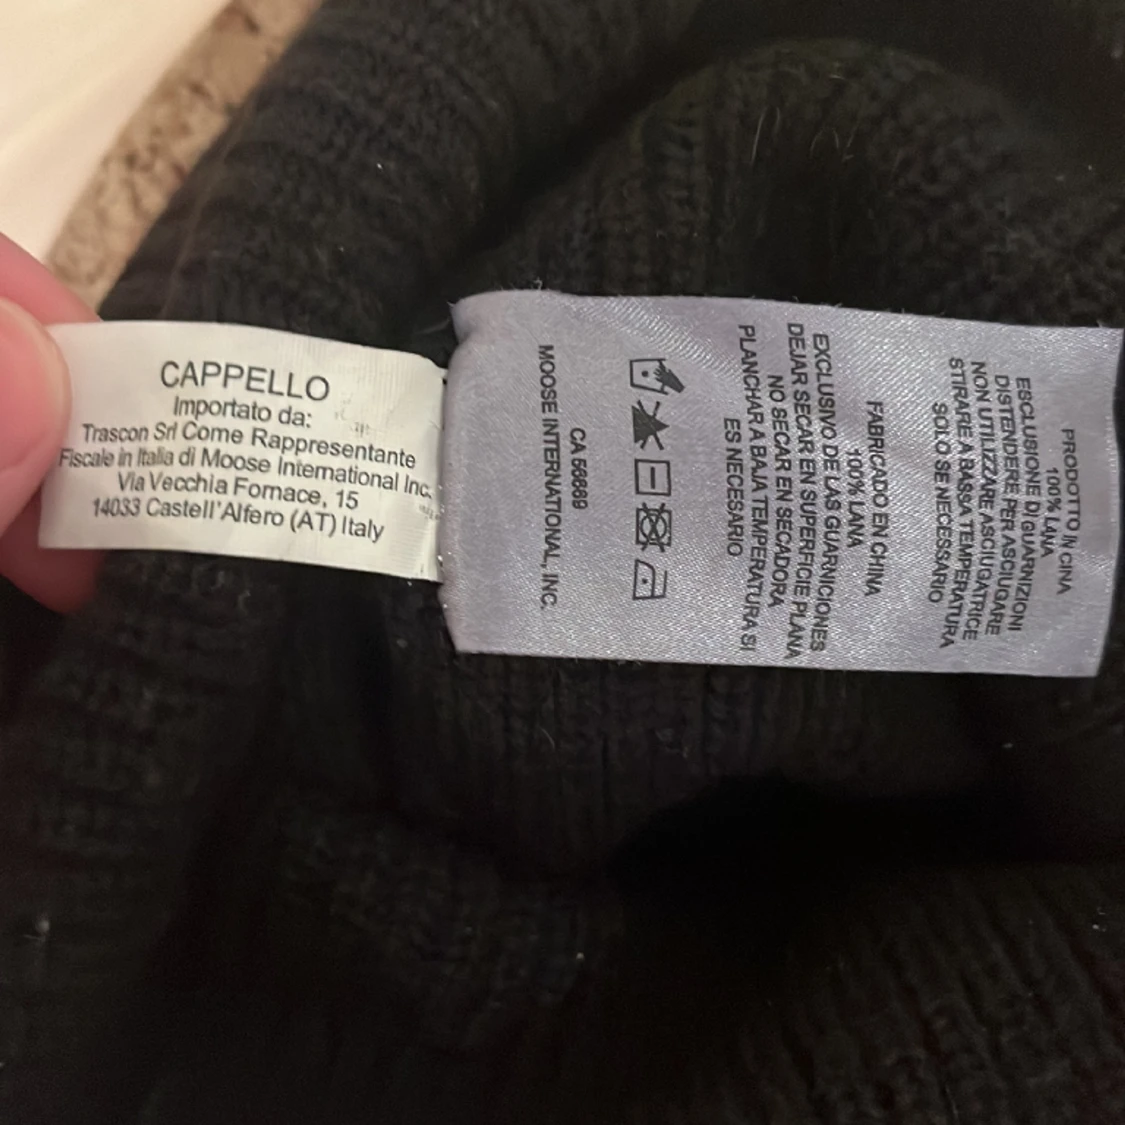 CAPPELLO
Importato da:
Trascon Srl Come Rappresentante
Fiscale in Italia di Moose International Inc.
Via Vecchia Fornace, 15
14033 Castell'Alfero (AT) Italy
PRODOTTO IN CINA
100% LANA
ESCLUSIONE DI GUARNIZIONI
DISTENDERE PER ASCIUGARE
NON UTILIZZARE ASCIUGATRICE
STIRARE A BASSA TEMPERATURA
SOLO SE NECESSARIO
FABRICADO EN CHINA
100% LANA
EXCLUSIVO DE LAS GUARNICIONES
DEJAR SECAR EN SUPERFICIE PLANA
NO SECAR EN SECADORA
PLANCHAR A BAJA TEMPERATURA SI
ES NECESARIO
CA 56669
MOOSE INTERNATIONAL, INC.